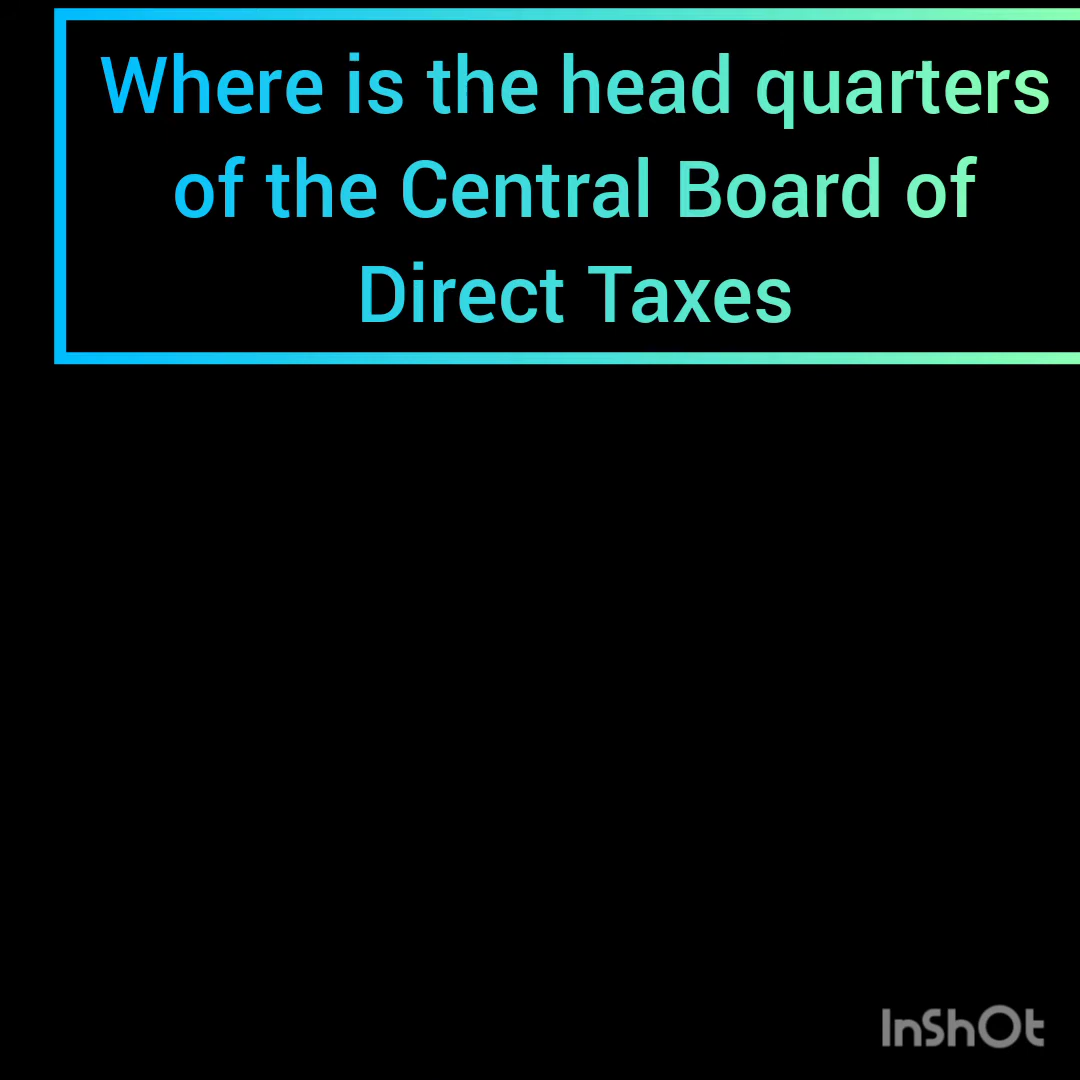 Where is the head quarters
of the Central Board of
Direct Taxes
InShOt